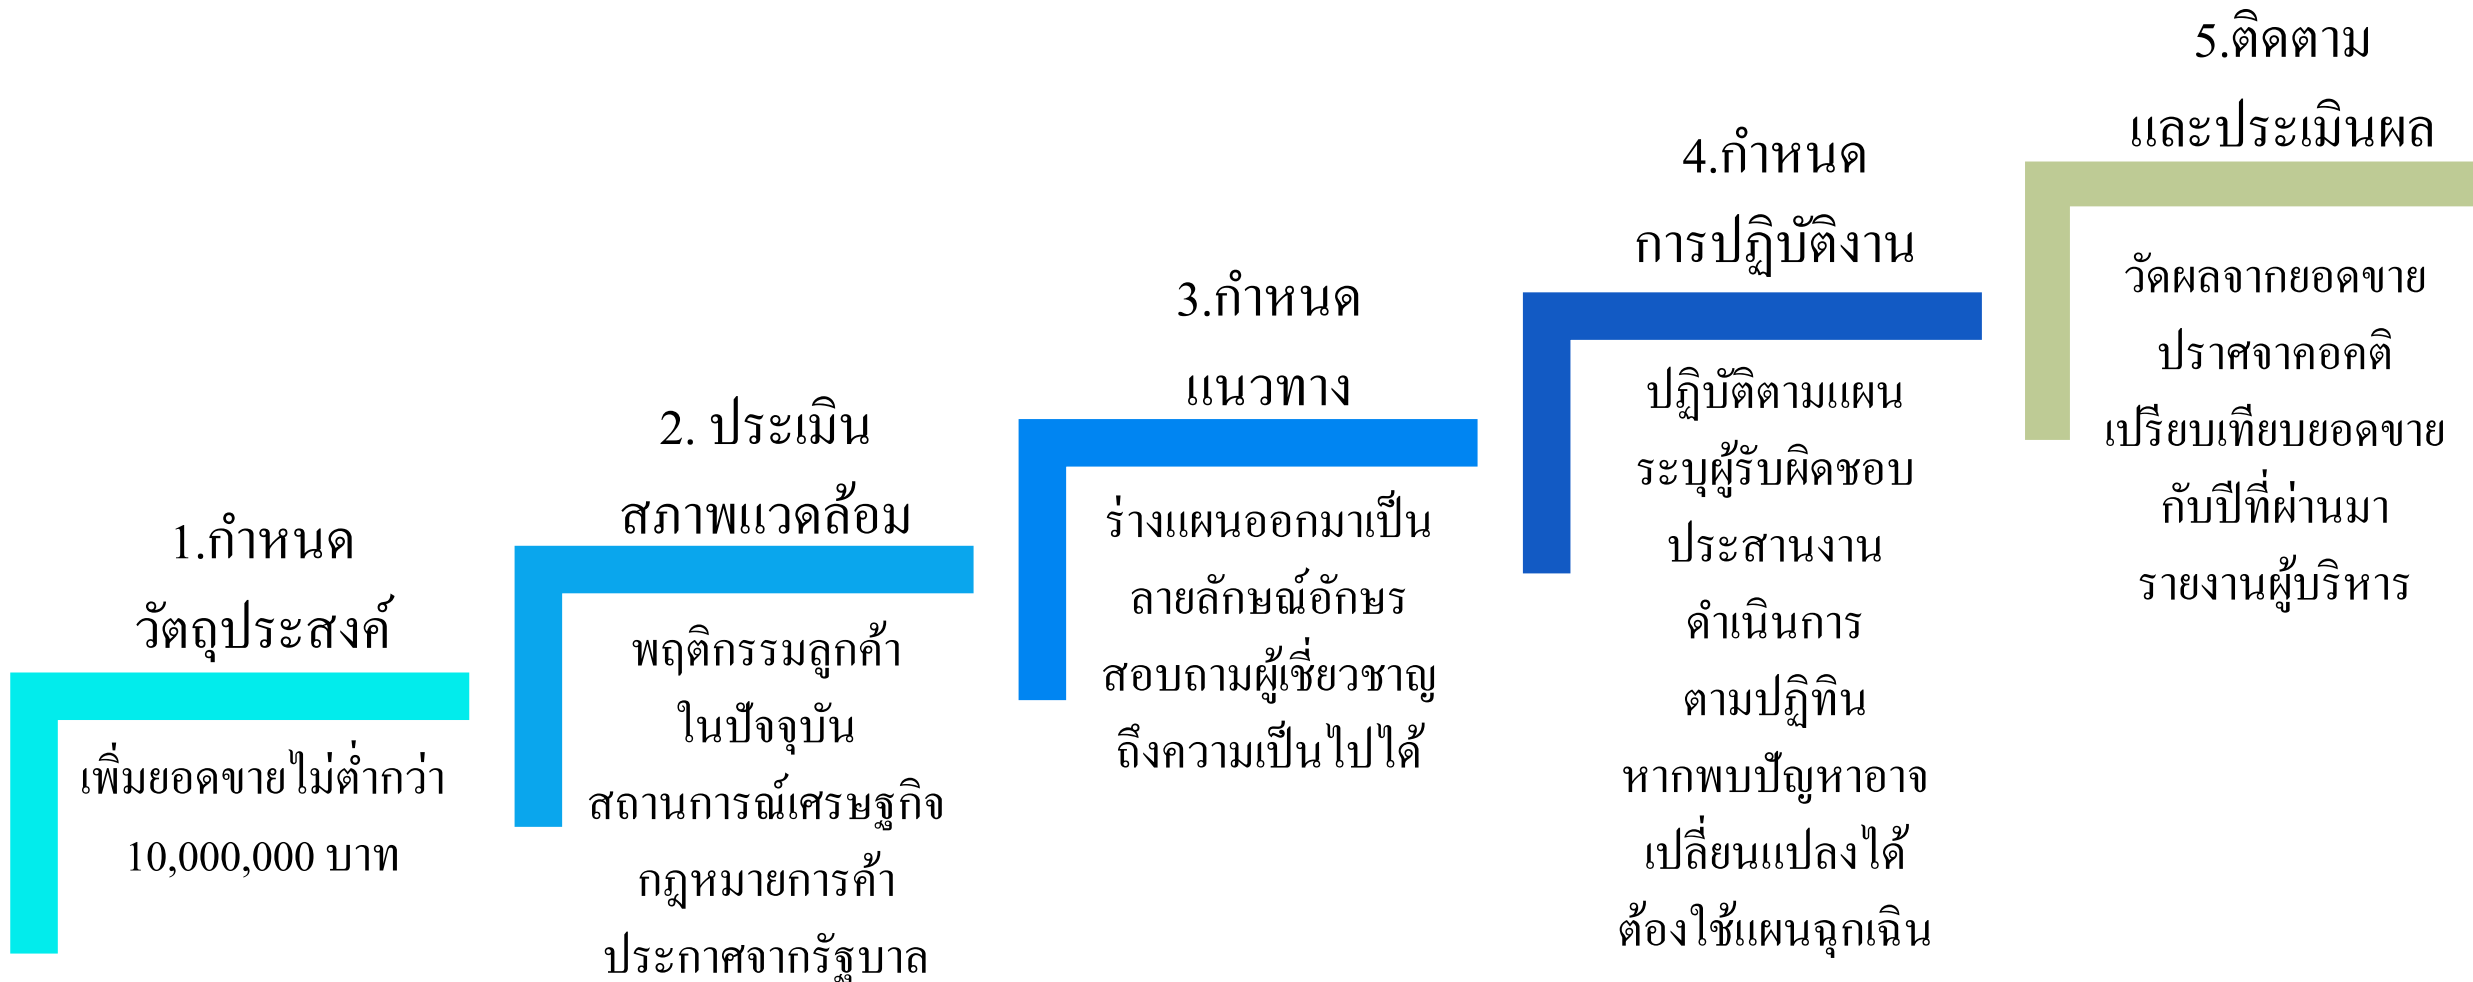 1.กำหนด
วัตถุประสงค์
เพิ่มยอดขายไม่ต่ำกว่า
10,000,000 บาท
2. ประเมิน
สภาพแวดล้อม
พฤติกรรมลูกค้า
ในปัจจุบัน
สถานการณ์เศรษฐกิจ
กฎหมายการค้า
ประกาศจากรัฐบาล
3.กำหนด
แนวทาง
ร่างแผนออกมาเป็น
ลายลักษณ์อักษร
สอบถามผู้เชี่ยวชาญ
ถึงความเป็นไปได้
4.กำหนด
การปฏิบัติงาน
ปฏิบัติตามแผน
ระบุผู้รับผิดชอบ
ประสานงาน
ดำเนินการ
ตามปฏิทิน
หากพบปัญหาอาจ
เปลี่ยนแปลงได้
ต้องใช้แผนฉุกเฉิน
5.ติดตาม
และประเมินผล
วัดผลจากยอดขาย
ปราศจาคอคติ
เปรียบเทียบยอดขาย
กับปีที่ผ่านมา
รายงานผู้บริหาร